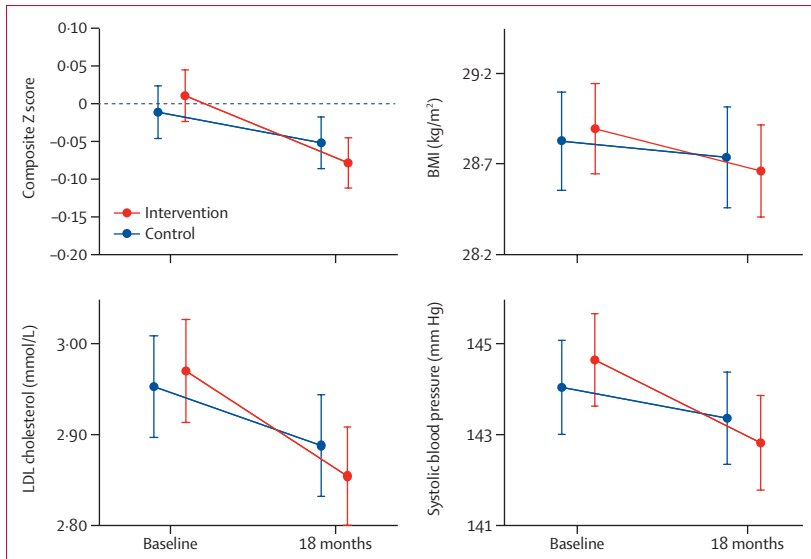 0·10
0·05
0
–0·05
–0·10
–0·15
–0·20
Composite Z score
Intervention
Control
29·2
28·7
28·2
BMI (kg/m²)
3·00
2·90
2·80
LDL cholesterol (mmol/L)
Baseline
18 months
145
143
141
Systolic blood pressure (mm Hg)
Baseline
18 months